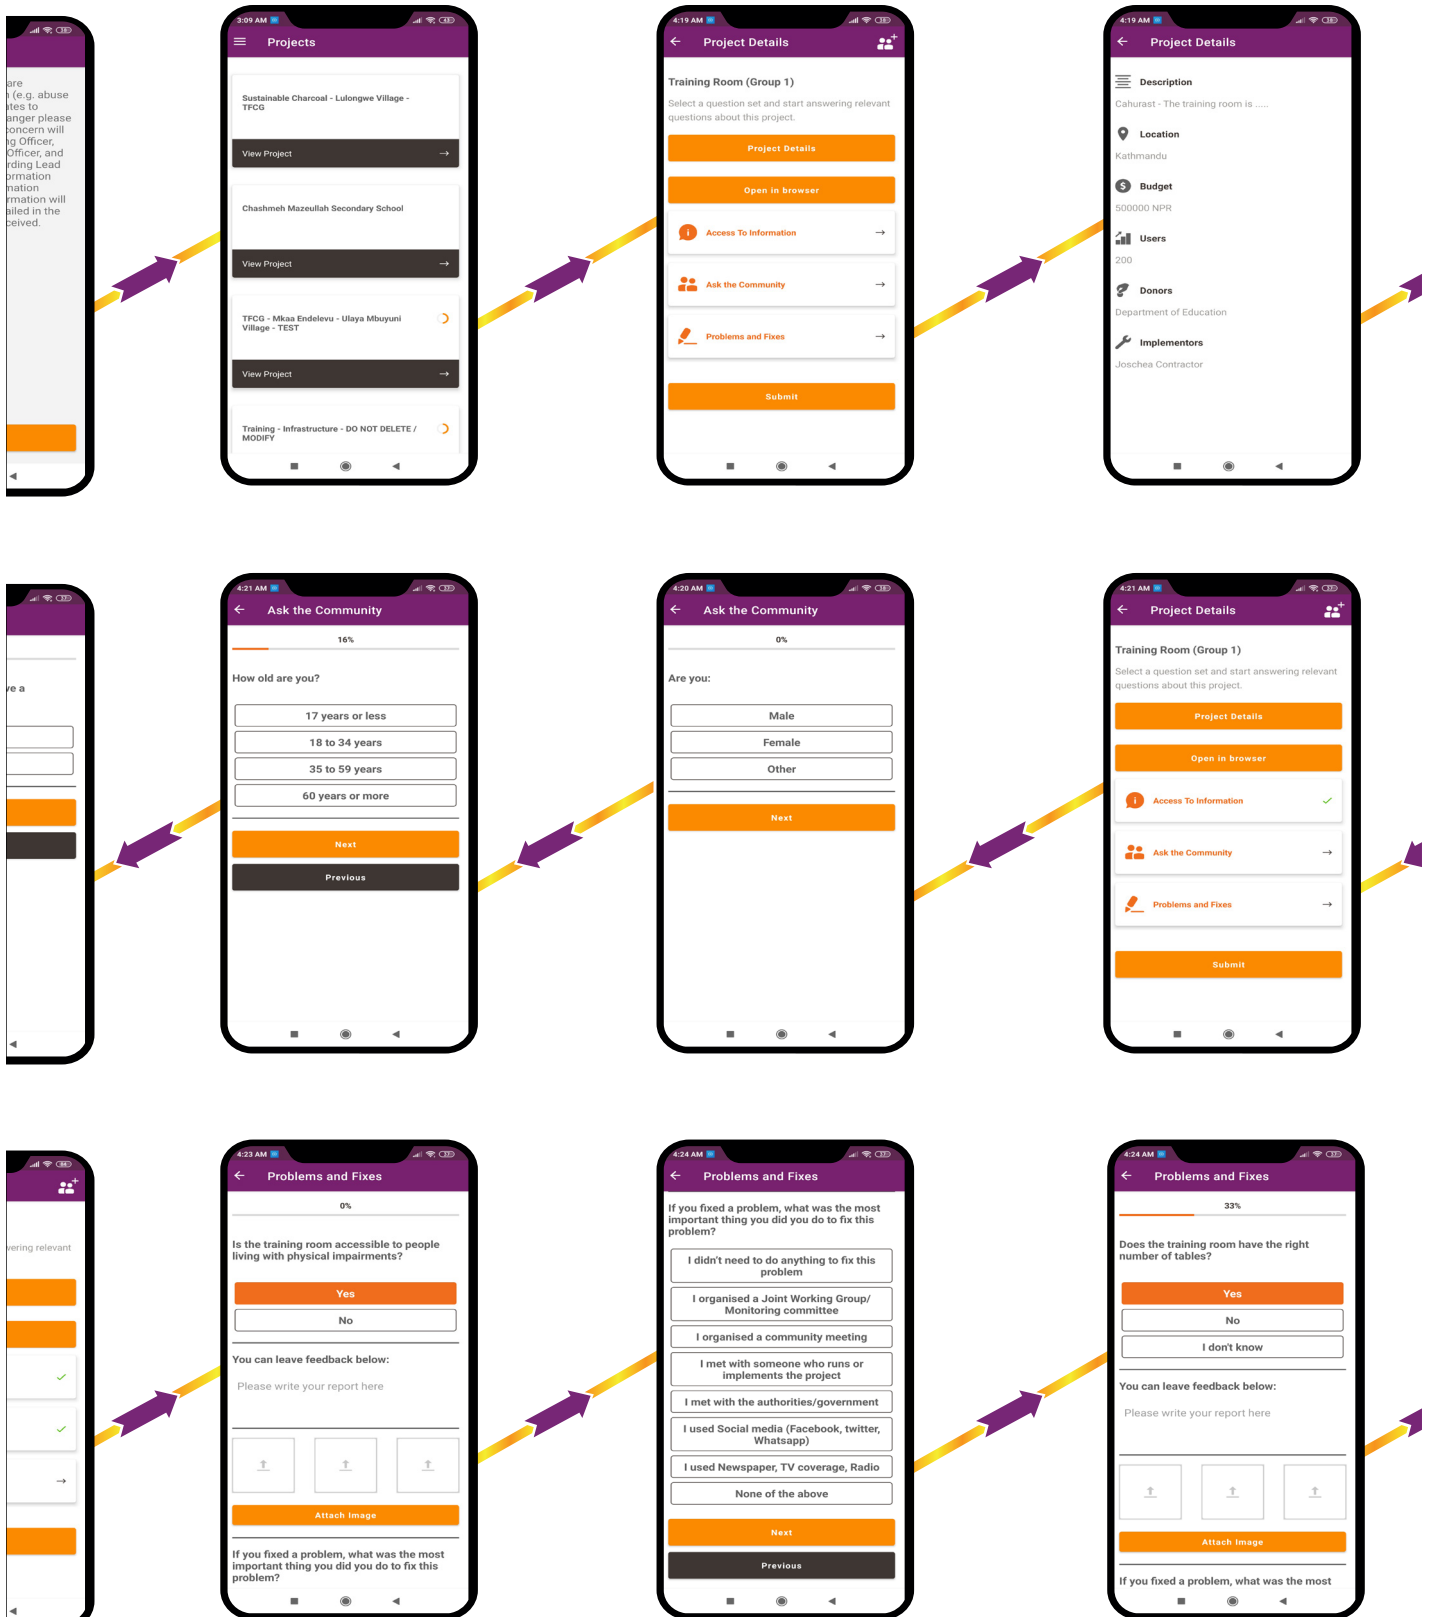 are
(e.g. abuse
ates to
anger please
concern will
ng Officer,
Officer, and
rding Lead
ormation
mation
rmation will
ailed in the
ceived.
3:09 AM
Projects
Sustainable Charcoal - Lulongwe Village -
TFCG
View Project
Chashmeh Mazeullah Secondary School
View Project
TFCG - Mkaa Endelevu - Ulaya Mbuyuni
Village - TEST
View Project
Training - Infrastructure - DO NOT DELETE /
MODIFY
4:19 AM
Project Details
Training Room (Group 1)
Select a question set and start answering relevant
questions about this project.
Project Details
Open in browser
Access To Information
Ask the Community
Problems and Fixes
Submit
4:19 AM
Project Details
Description
Cahurast - The training room is .....
Location
Kathmandu
Budget
500000 NPR
Users
200
Donors
Department of Education
Implementors
Joschea Contractor
ve a
4:21 AM
Ask the Community
16%
How old are you?
17 years or less
18 to 34 years
35 to 59 years
60 years or more
Next
Previous
4:20 AM
Ask the Community
0%
Are you:
Male
Female
Other
Next
4:21 AM
Project Details
Training Room (Group 1)
Select a question set and start answering relevant
questions about this project.
Project Details
Open in browser
Access To Information
Ask the Community
Problems and Fixes
Submit
vering relevant
4:23 AM
Problems and Fixes
0%
Is the training room accessible to people
living with physical impairments?
Yes
No
You can leave feedback below:
Please write your report here
Attach Image
If you fixed a problem, what was the most
important thing you did you do to fix this
problem?
4:24 AM
Problems and Fixes
If you fixed a problem, what was the most
important thing you did you do to fix this
problem?
I didn't need to do anything to fix this
problem
I organised a Joint Working Group/
Monitoring committee
I organised a community meeting
I met with someone who runs or
implements the project
I met with the authorities/government
I used Social media (Facebook, twitter,
Whatsapp)
I used Newspaper, TV coverage, Radio
None of the above
Next
Previous
4:24 AM
Problems and Fixes
33%
Does the training room have the right
number of tables?
Yes
No
I don't know
You can leave feedback below:
Please write your report here
Attach Image
If you fixed a problem, what was the most